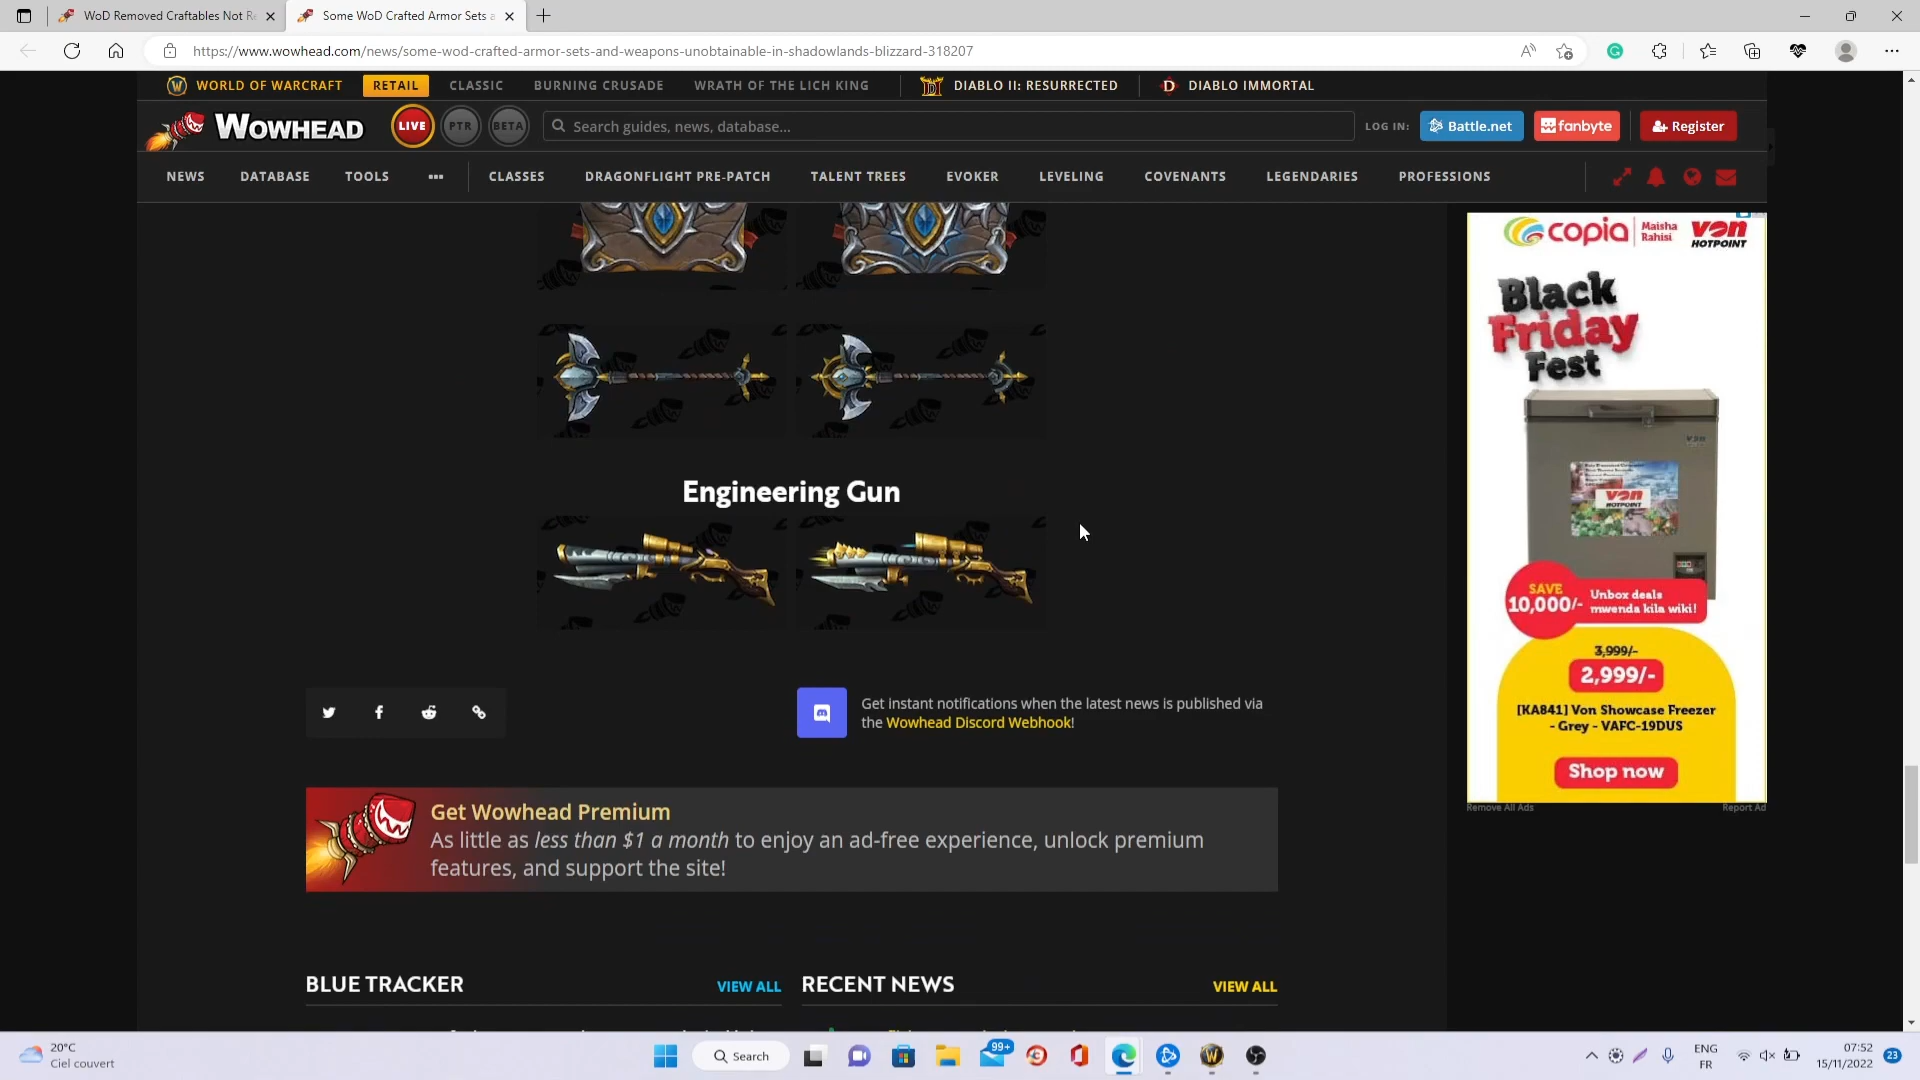 WoD Removed Craftables Not Re
Some WoD Crafted Armor Sets a
https://www.wowhead.com/news/some-wod-crafted-armor-sets-and-weapons-unobtainable-in-shadowlands-blizzard-318207
WORLD OF WARCRAFT RETAIL CLASSIC BURNING CRUSADE WRATH OF THE LICH KING DIABLO II: RESURRECTED DIABLO IMMORTAL
WOWHEAD LIVE PTR BETA Search guides, news, database... LOG IN: Battle.net fanbyte Register
NEWS DATABASE TOOLS ••• CLASSES DRAGONFLIGHT PRE-PATCH TALENT TREES EVOKER LEVELING COVENANTS LEGENDARIES PROFESSIONS
copia Maisha Rahisi VON HOTPOINT
Black
Friday
Fest
Engineering Gun
VON
HOTPOINT
SAVE
10,000/-
Unbox deals
mwenda kila wiki!
3,999/-
2,999/-
[KA841] Von Showcase Freezer
- Grey - VAFC-19DUS
Shop now
Remove All Ads Report Ad
Get instant notifications when the latest news is published via
the Wowhead Discord Webhook!
Get Wowhead Premium
As little as less than $1 a month to enjoy an ad-free experience, unlock premium
features, and support the site!
BLUE TRACKER VIEW ALL RECENT NEWS VIEW ALL
20°C
Ciel couvert
Search
99+
ENG
FR
07:52
15/11/2022
23